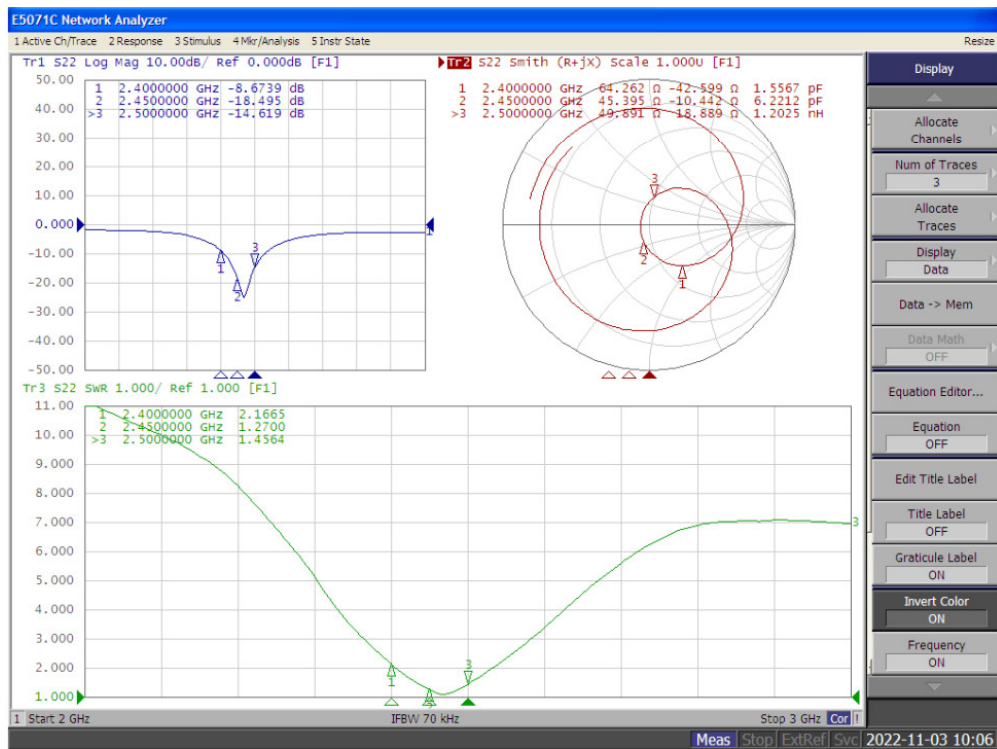 E5071C Network Analyzer
1 Active Ch/Trace 2 Response 3 Stimulus 4 Mkr/Analysis 5 Instr State
Resize
Tr1 S22 Log Mag 10.00dB/ Ref 0.000dB [F1]
50.00
40.00
30.00
20.00
10.00
0.000
-10.00
-20.00
-30.00
-40.00
-50.00
1 2.4000000 GHz -8.6739 dB
2 2.4500000 GHz -18.495 dB
>3 2.5000000 GHz -14.619 dB
1
2
3
1
Tr2 S22 Smith (R+jX) Scale 1.000U [F1]
1 2.4000000 GHz 64.262 Ω -42.599 Ω 1.5567 pF
2 2.4500000 GHz 45.395 Ω -10.442 Ω 6.2212 pF
>3 2.5000000 GHz 49.891 Ω 18.889 Ω 1.2025 nH
3
2
1
Tr3 S22 SWR 1.000/ Ref 1.000 [F1]
11.00
10.00
9.000
8.000
7.000
6.000
5.000
4.000
3.000
2.000
1.000
1 2.4000000 GHz 2.1665
2 2.4500000 GHz 1.2700
>3 2.5000000 GHz 1.4564
3
1
2
3
1 Start 2 GHz
IFBW 70 kHz
Stop 3 GHz Cor !
Display
Allocate
Channels
Num of Traces
3
Allocate
Traces
Display
Data
Data -> Mem
Data Math
OFF
Equation Editor...
Equation
OFF
Edit Title Label
Title Label
OFF
Graticule Label
ON
Invert Color
ON
Frequency
ON
Meas Stop ExtRef Svc 2022-11-03 10:06